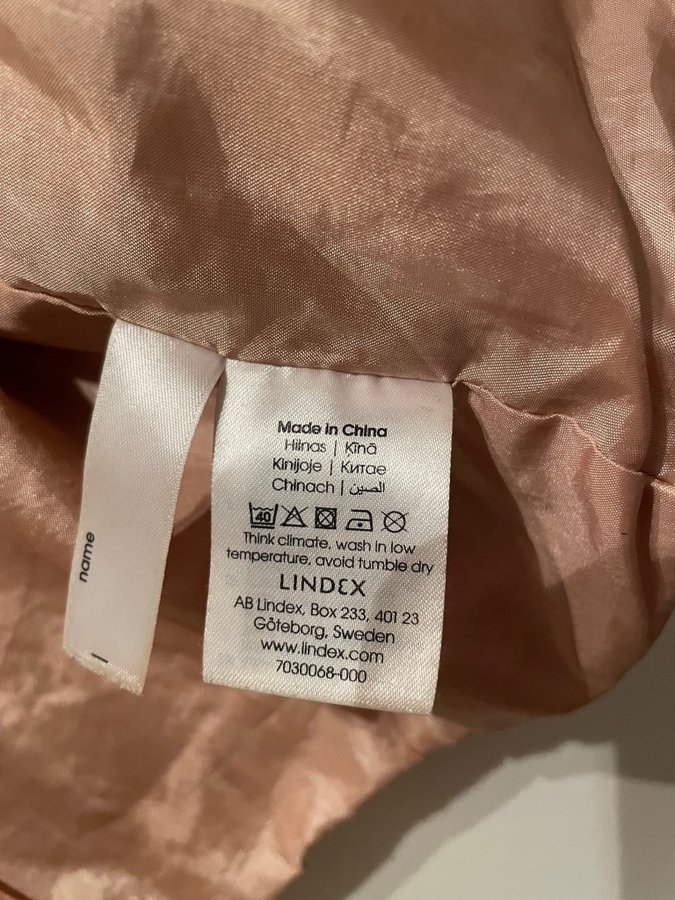 name
Made in China
Hiinas | Ķīnā
Kinijoje | Китае
Chinach | الصين
40
Think climate, wash in low
temperature, avoid tumble dry
LINDEX
AB Lindex, Box 233, 401 23
Göteborg, Sweden
www.lindex.com
7030068-000